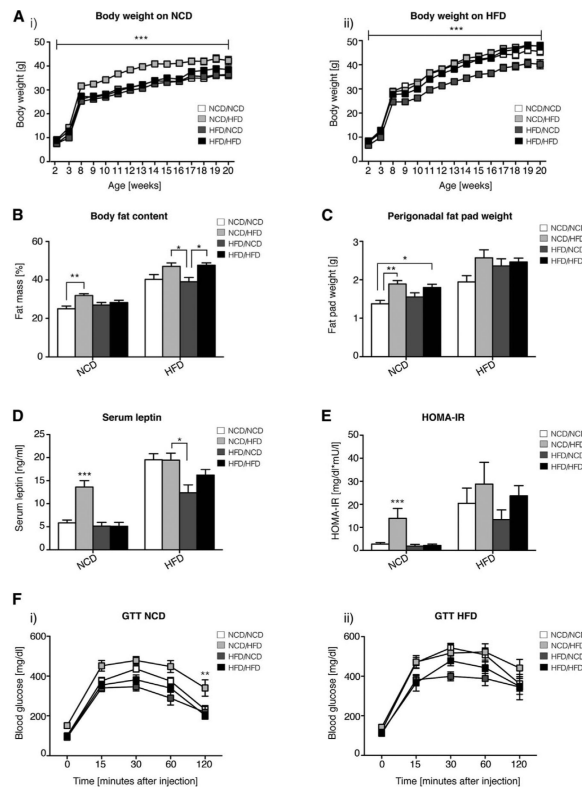 A
i)
Body weight on NCD
***
Body weight [g]
50
40
30
20
10
0
2 3 8 9 10 11 12 13 14 15 16 17 18 19 20
Age [weeks]
NCD/NCD
NCD/HFD
HFD/NCD
HFD/HFD
ii)
Body weight on HFD
***
Body weight [g]
50
40
30
20
10
0
2 3 8 9 10 11 12 13 14 15 16 17 18 19 20
Age [weeks]
NCD/NCD
NCD/HFD
HFD/NCD
HFD/HFD
B
Body fat content
Fat mass [%]
60
40
20
0
**
* *
NCD HFD
NCD/NCD
NCD/HFD
HFD/NCD
HFD/HFD
C
Perigonadal fat pad weight
Fat pad weight [g]
3
2
1
0
*
**
NCD HFD
NCD/NCD
NCD/HFD
HFD/NCD
HFD/HFD
D
Serum leptin
Serum leptin [ng/ml]
25
20
15
10
5
0
***
*
NCD HFD
NCD/NCD
NCD/HFD
HFD/NCD
HFD/HFD
E
HOMA-IR
HOMA-IR [mg/dl*mU/l]
50
40
30
20
10
0
***
NCD HFD
NCD/NCD
NCD/HFD
HFD/NCD
HFD/HFD
F
i)
GTT NCD
Blood glucose [mg/dl]
600
400
200
0
**
0 15 30 60 120
Time [minutes after injection]
NCD/NCD
NCD/HFD
HFD/NCD
HFD/HFD
ii)
GTT HFD
Blood glucose [mg/dl]
600
400
200
0
0 15 30 60 120
Time [minutes after injection]
NCD/NCD
NCD/HFD
HFD/NCD
HFD/HFD